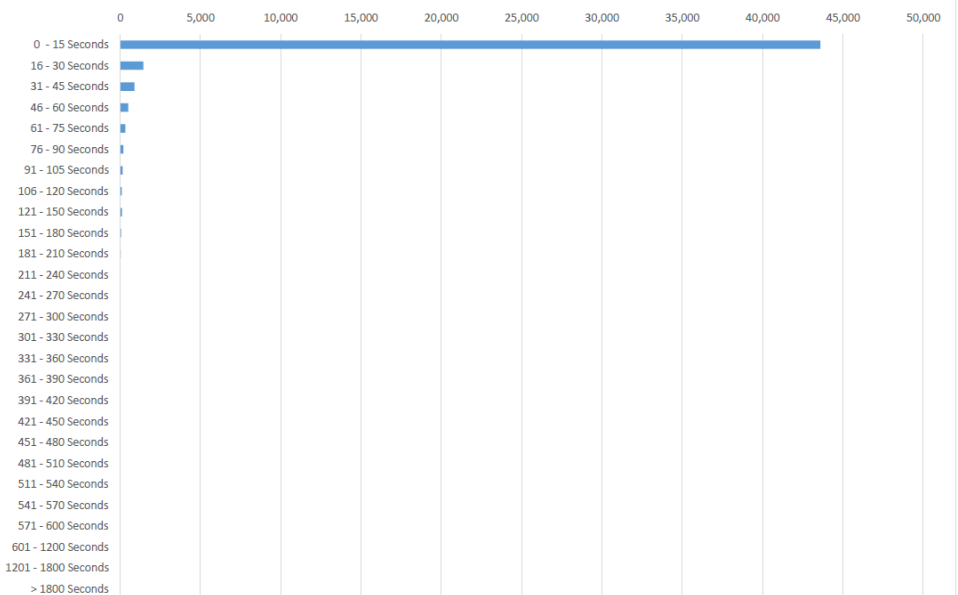 0 5,000 10,000 15,000 20,000 25,000 30,000 35,000 40,000 45,000 50,000
0 - 15 Seconds
16 - 30 Seconds
31 - 45 Seconds
46 - 60 Seconds
61 - 75 Seconds
76 - 90 Seconds
91 - 105 Seconds
106 - 120 Seconds
121 - 150 Seconds
151 - 180 Seconds
181 - 210 Seconds
211 - 240 Seconds
241 - 270 Seconds
271 - 300 Seconds
301 - 330 Seconds
331 - 360 Seconds
361 - 390 Seconds
391 - 420 Seconds
421 - 450 Seconds
451 - 480 Seconds
481 - 510 Seconds
511 - 540 Seconds
541 - 570 Seconds
571 - 600 Seconds
601 - 1200 Seconds
1201 - 1800 Seconds
> 1800 Seconds